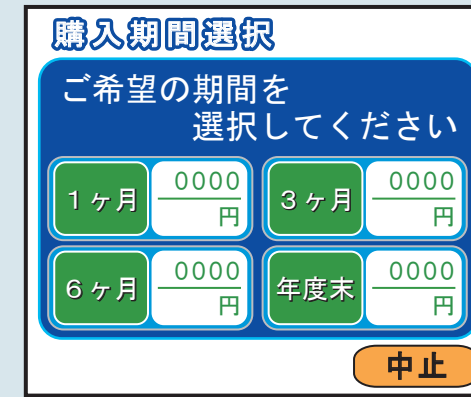 購入期間選択
ご希望の期間を
選択してください
1ヶ月
0000
円
3ヶ月
0000
円
6ヶ月
0000
円
年度末
0000
円
中止